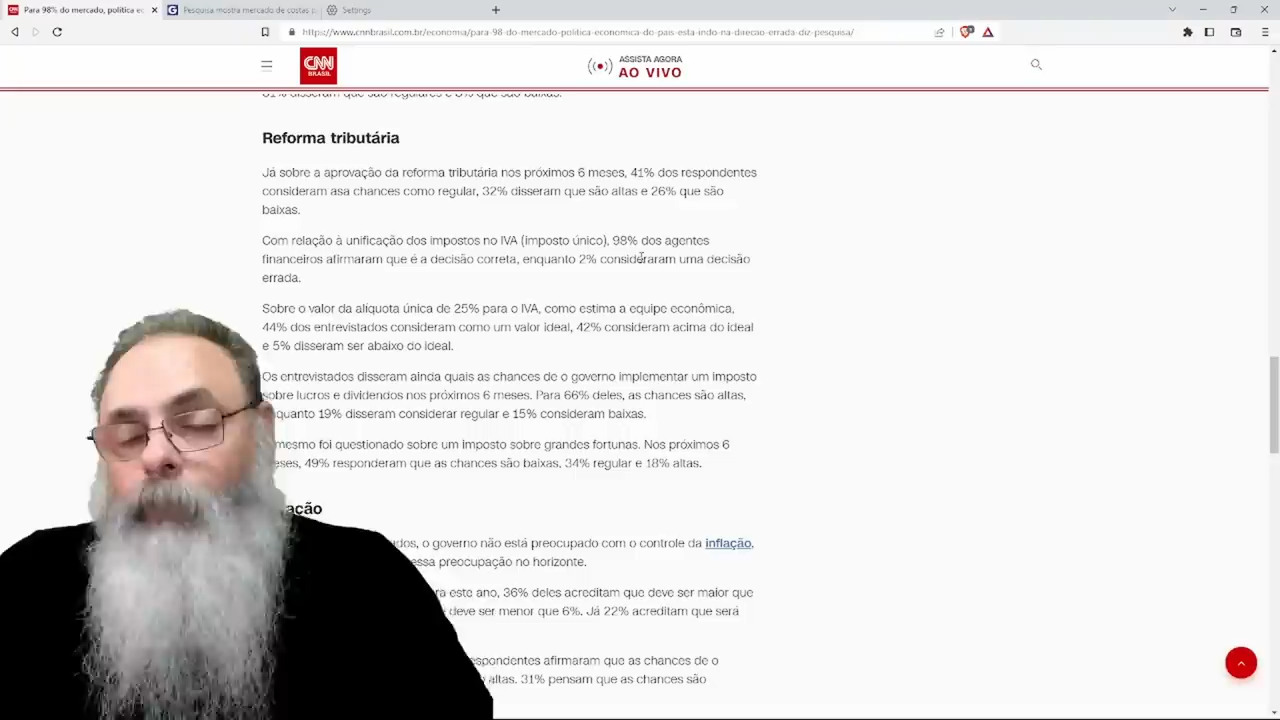 Para 98% do mercado, política ec
Pesquisa mostra mercado de costas
Settings
https://www.cnnbrasil.com.br/economia/para-98-do-mercado-politica-economica-do-pais-esta-indo-na-direcao-errada-diz-pesquisa/
CNN
BRASIL
ASSISTA AGORA
AO VIVO
disseram que são regulares e que são baixas.
Reforma tributária
Já sobre a aprovação da reforma tributária nos próximos 6 meses, 41% dos respondentes
consideram asa chances como regular, 32% disseram que são altas e 26% que são
baixas.
Com relação à unificação dos impostos no IVA (imposto único), 98% dos agentes
financeiros afirmaram que é a decisão correta, enquanto 2% consideraram uma decisão
errada.
Sobre o valor da alíquota única de 25% para o IVA, como estima a equipe econômica,
44% dos entrevistados consideram como um valor ideal, 42% consideram acima do ideal
e 5% disseram ser abaixo do ideal.
Os entrevistados disseram ainda quais as chances de o governo implementar um imposto
sobre lucros e dividendos nos próximos 6 meses. Para 66% deles, as chances são altas,
quanto 19% disseram considerar regular e 15% consideram baixas.
mesmo foi questionado sobre um imposto sobre grandes fortunas. Nos próximos 6
eses, 49% responderam que as chances são baixas, 34% regular e 18% altas.
ação
dos, o governo não está preocupado com o controle da inflação,
essa preocupação no horizonte.
ra este ano, 36% deles acreditam que deve ser maior que
deve ser menor que 6%. Já 22% acreditam que será
espondentes afirmaram que as chances de o
altas. 31% pensam que as chances são